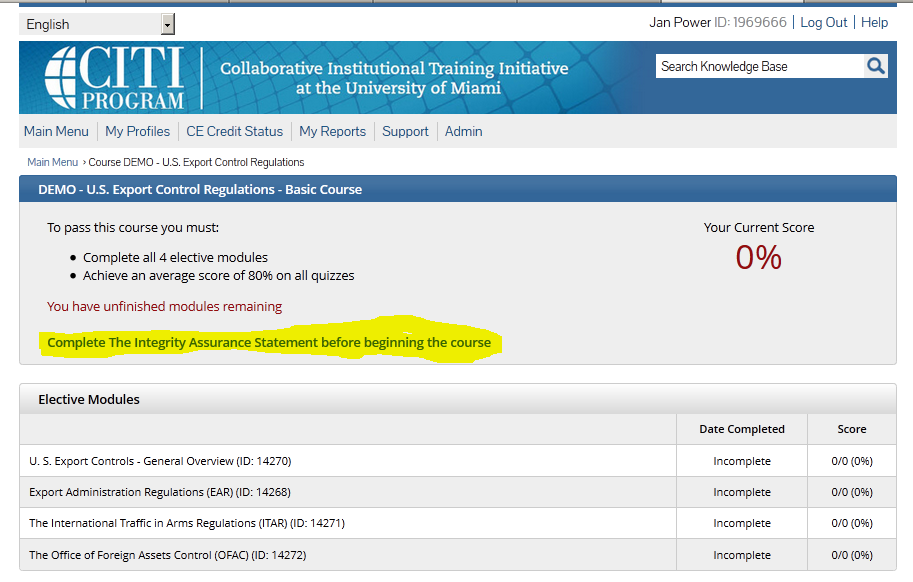 English
Jan Power ID: 1969666 | Log Out | Help
CITI PROGRAM
Collaborative Institutional Training Initiative
at the University of Miami
Search Knowledge Base
Main Menu | My Profiles | CE Credit Status | My Reports | Support | Admin
Main Menu › Course DEMO - U.S. Export Control Regulations
DEMO - U.S. Export Control Regulations - Basic Course
To pass this course you must:
• Complete all 4 elective modules
• Achieve an average score of 80% on all quizzes
You have unfinished modules remaining
Complete The Integrity Assurance Statement before beginning the course
Your Current Score
0%
Elective Modules
Date Completed Score
U. S. Export Controls - General Overview (ID: 14270) Incomplete 0/0 (0%)
Export Administration Regulations (EAR) (ID: 14268) Incomplete 0/0 (0%)
The International Traffic in Arms Regulations (ITAR) (ID: 14271) Incomplete 0/0 (0%)
The Office of Foreign Assets Control (OFAC) (ID: 14272) Incomplete 0/0 (0%)